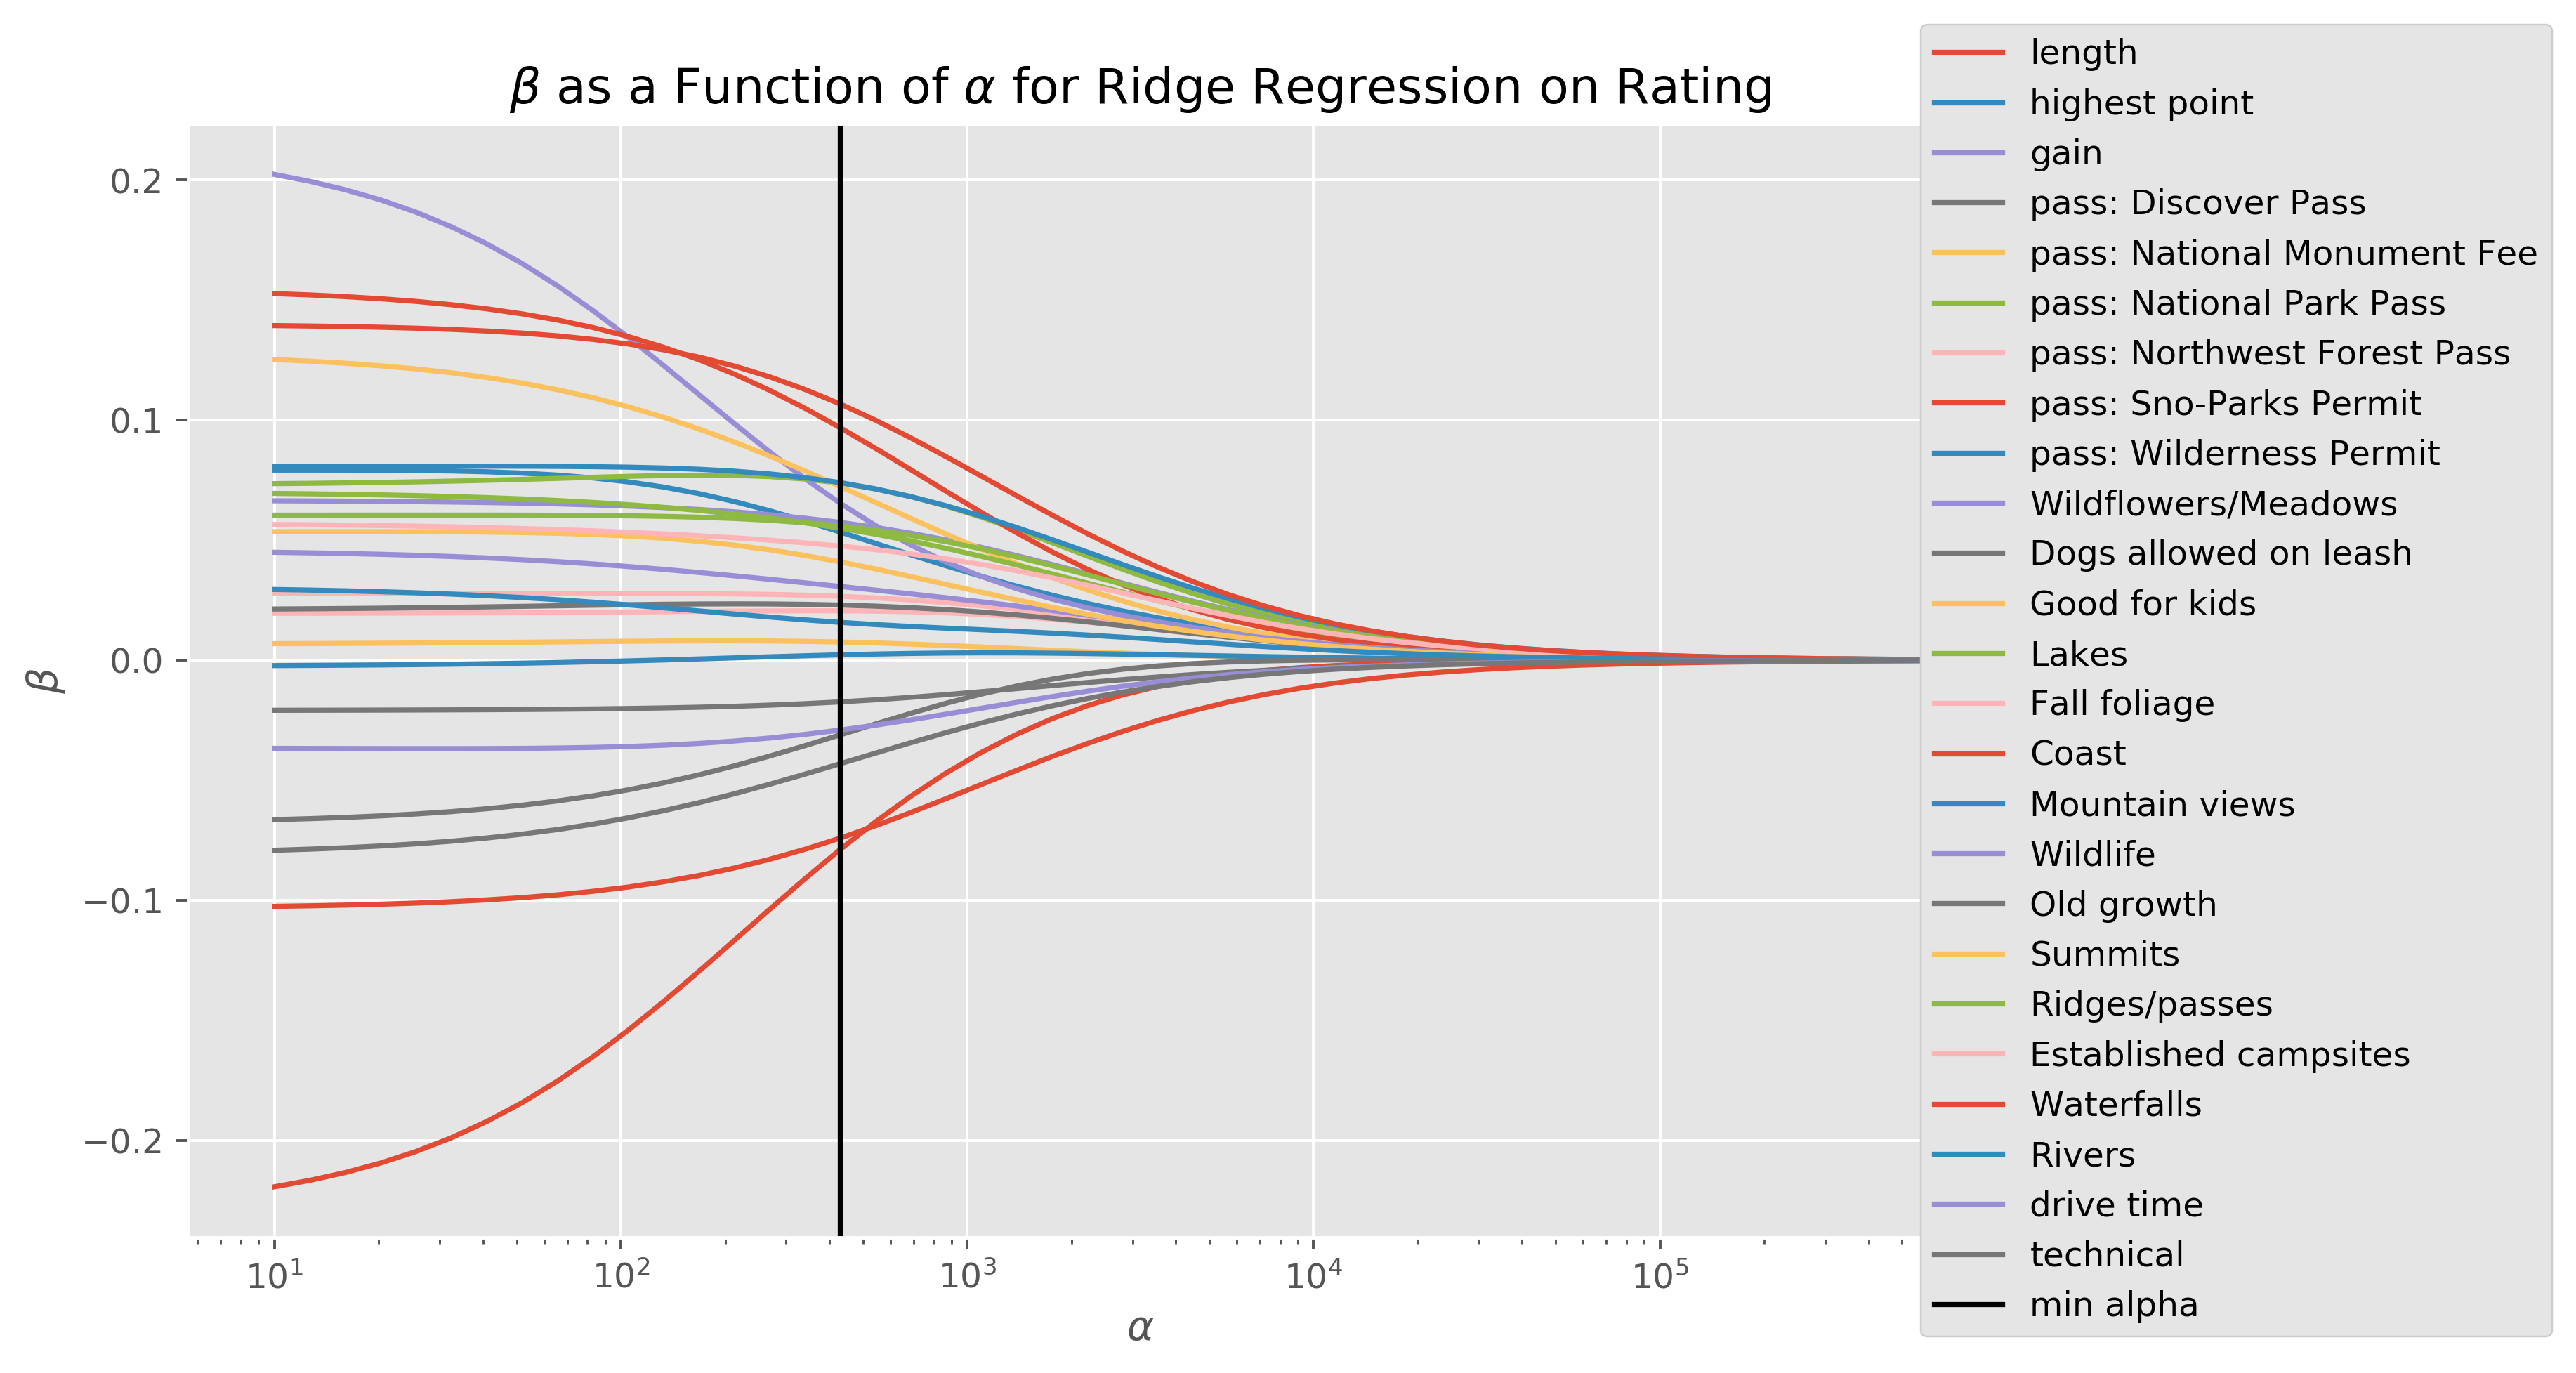 β as a Function of α for Ridge Regression on Rating
0.2
0.1
0.0
−0.1
−0.2
β
10¹ 10² 10³ 10⁴ 10⁵
α
length
highest point
gain
pass: Discover Pass
pass: National Monument Fee
pass: National Park Pass
pass: Northwest Forest Pass
pass: Sno-Parks Permit
pass: Wilderness Permit
Wildflowers/Meadows
Dogs allowed on leash
Good for kids
Lakes
Fall foliage
Coast
Mountain views
Wildlife
Old growth
Summits
Ridges/passes
Established campsites
Waterfalls
Rivers
drive time
technical
min alpha